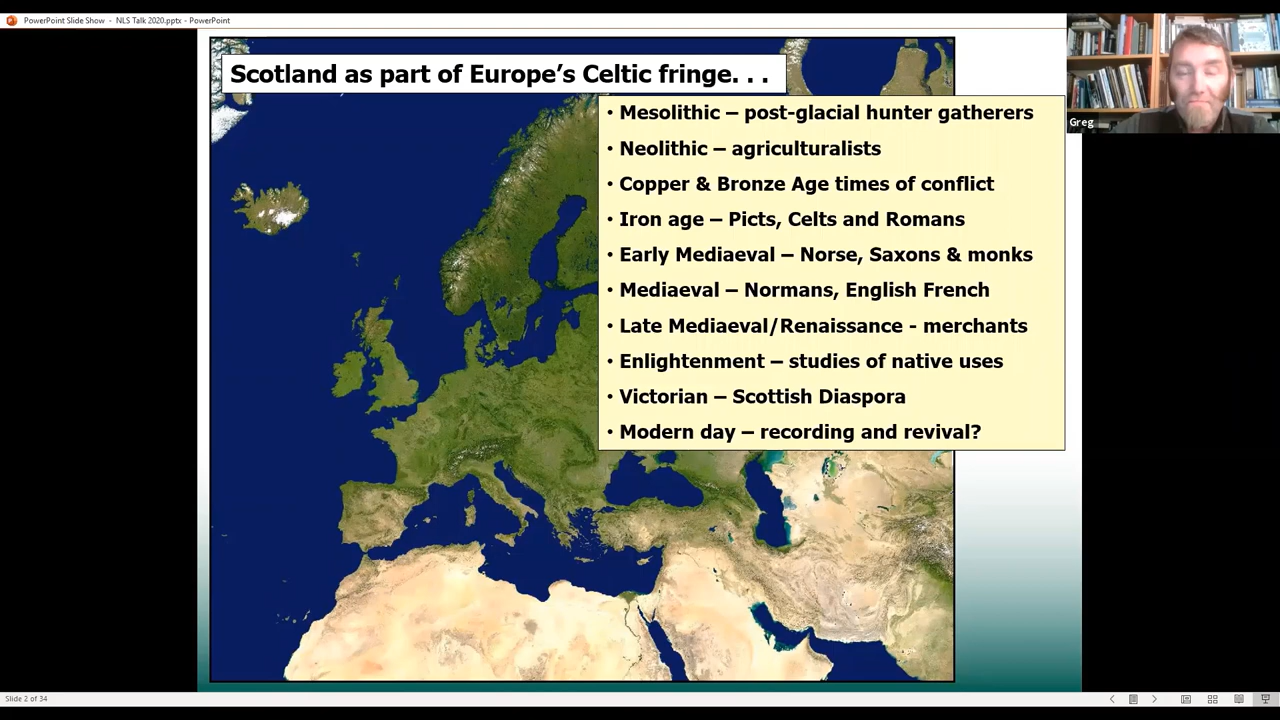 PowerPoint Slide Show - NLS Talk 2020.pptx - PowerPoint
Scotland as part of Europe’s Celtic fringe. . .
• Mesolithic – post-glacial hunter gatherers
• Neolithic – agriculturalists
• Copper & Bronze Age times of conflict
• Iron age – Picts, Celts and Romans
• Early Mediaeval – Norse, Saxons & monks
• Mediaeval – Normans, English French
• Late Mediaeval/Renaissance - merchants
• Enlightenment – studies of native uses
• Victorian – Scottish Diaspora
• Modern day – recording and revival?
Greg
Slide 2 of 34